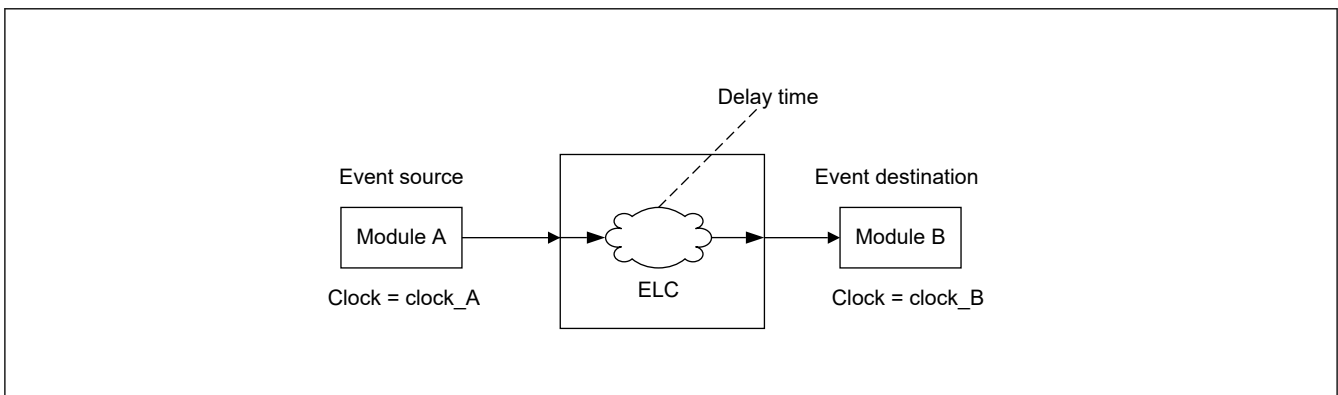 Delay time
Event source
Event destination
Module A
Module B
ELC
Clock = clock_A
Clock = clock_B